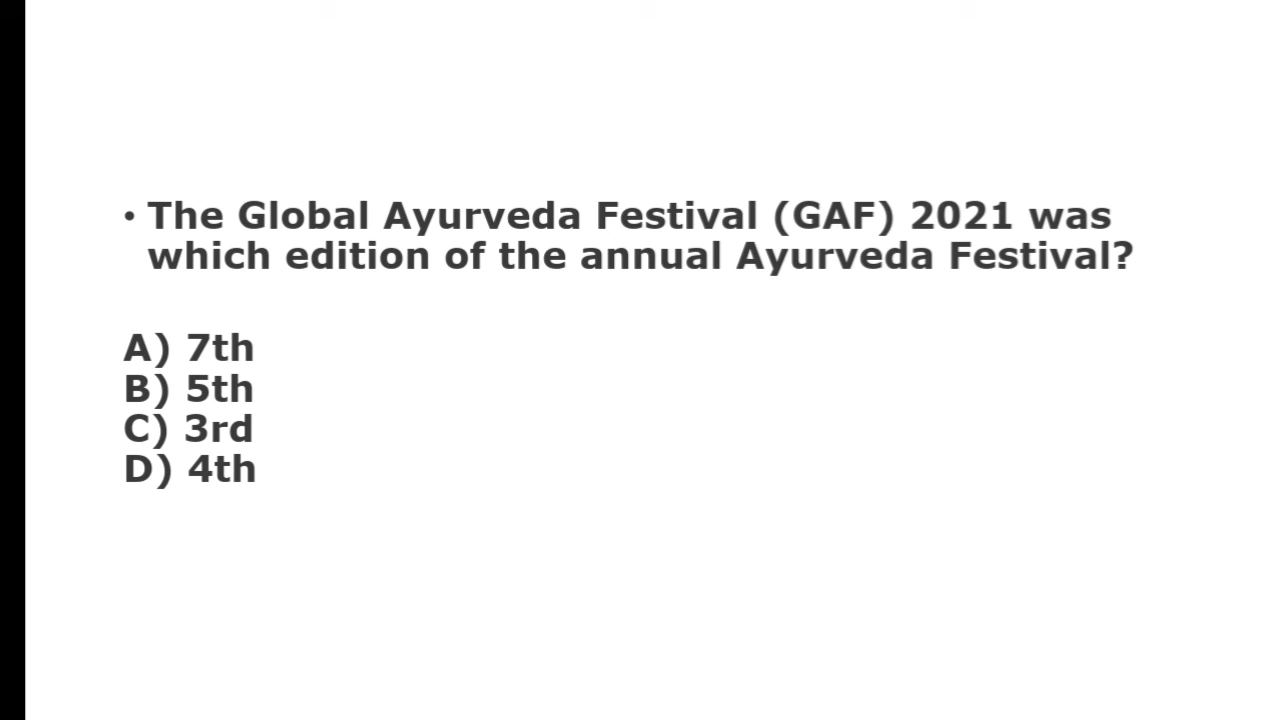 • The Global Ayurveda Festival (GAF) 2021 was
which edition of the annual Ayurveda Festival?
A) 7th
B) 5th
C) 3rd
D) 4th